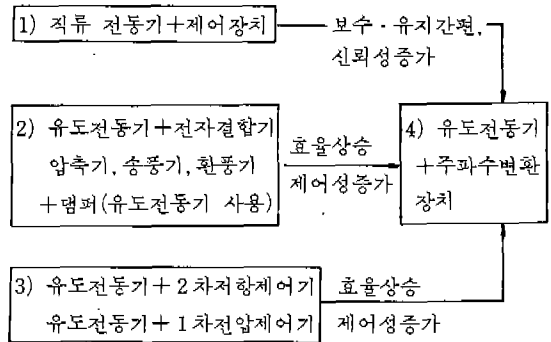 1) 직류 전동기+제어장치
보수·유지간편,
신뢰성증가
2) 유도전동기+전자결합기
압축기, 송풍기, 환풍기
+댐퍼(유도전동기 사용)
효율상승
제어성증가
4) 유도전동기
+주파수변환
장치
3) 유도전동기+2차저항제어기
유도전동기+1차전압제어기
효율상승
제어성증가